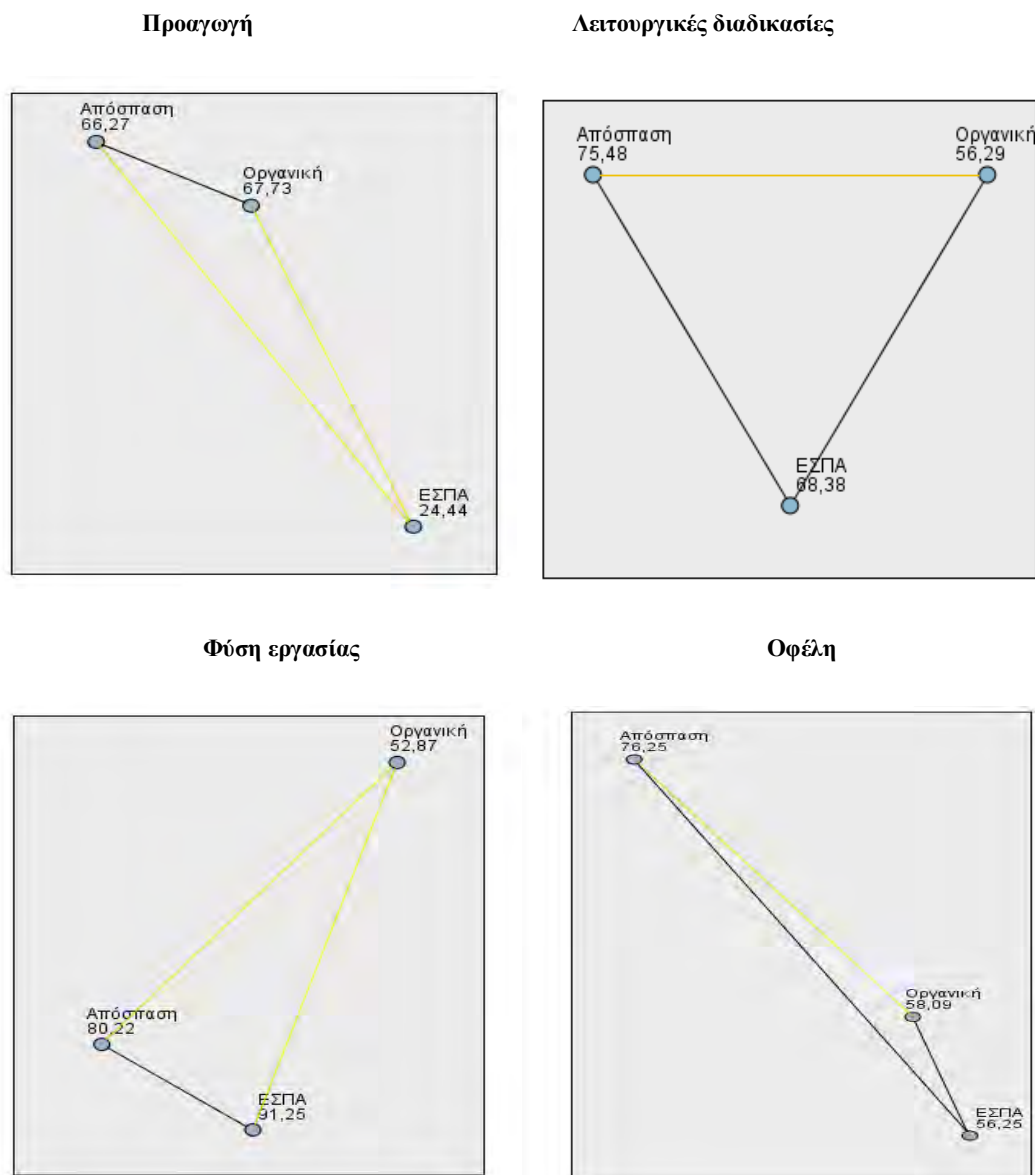 Προαγωγή
Λειτουργικές διαδικασίες
Απόσπαση
66,27
Οργανική
67,73
ΕΣΠΑ
24,44
Απόσπαση
75,48
Οργανική
56,29
ΕΣΠΑ
68,38
Φύση εργασίας
Οφέλη
Οργανική
52,87
Απόσπαση
80,22
ΕΣΠΑ
91,25
Απόσπαση
76,25
Οργανική
58,09
ΕΣΠΑ
56,25